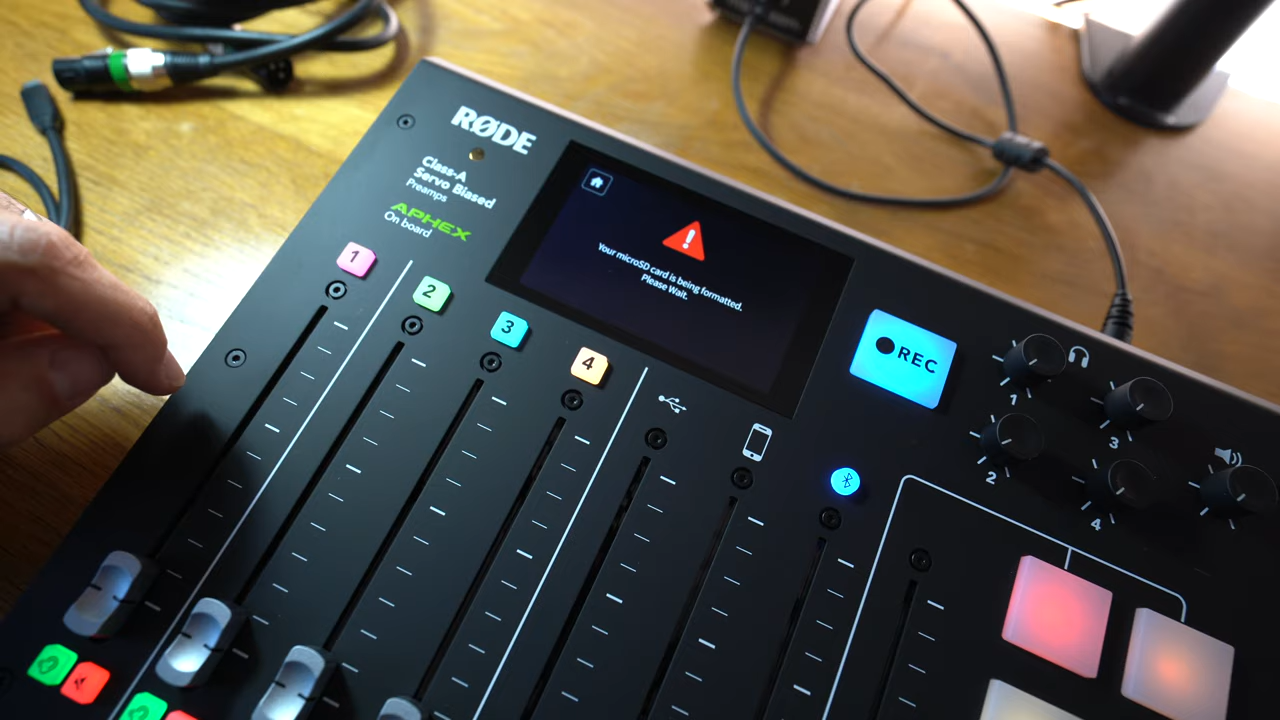 RØDE
Class-A
Servo Biased
Preamps
APHEX
On board
Your microSD card is being formatted.
Please Wait.
1
2
3
4
REC
1
2
3
4